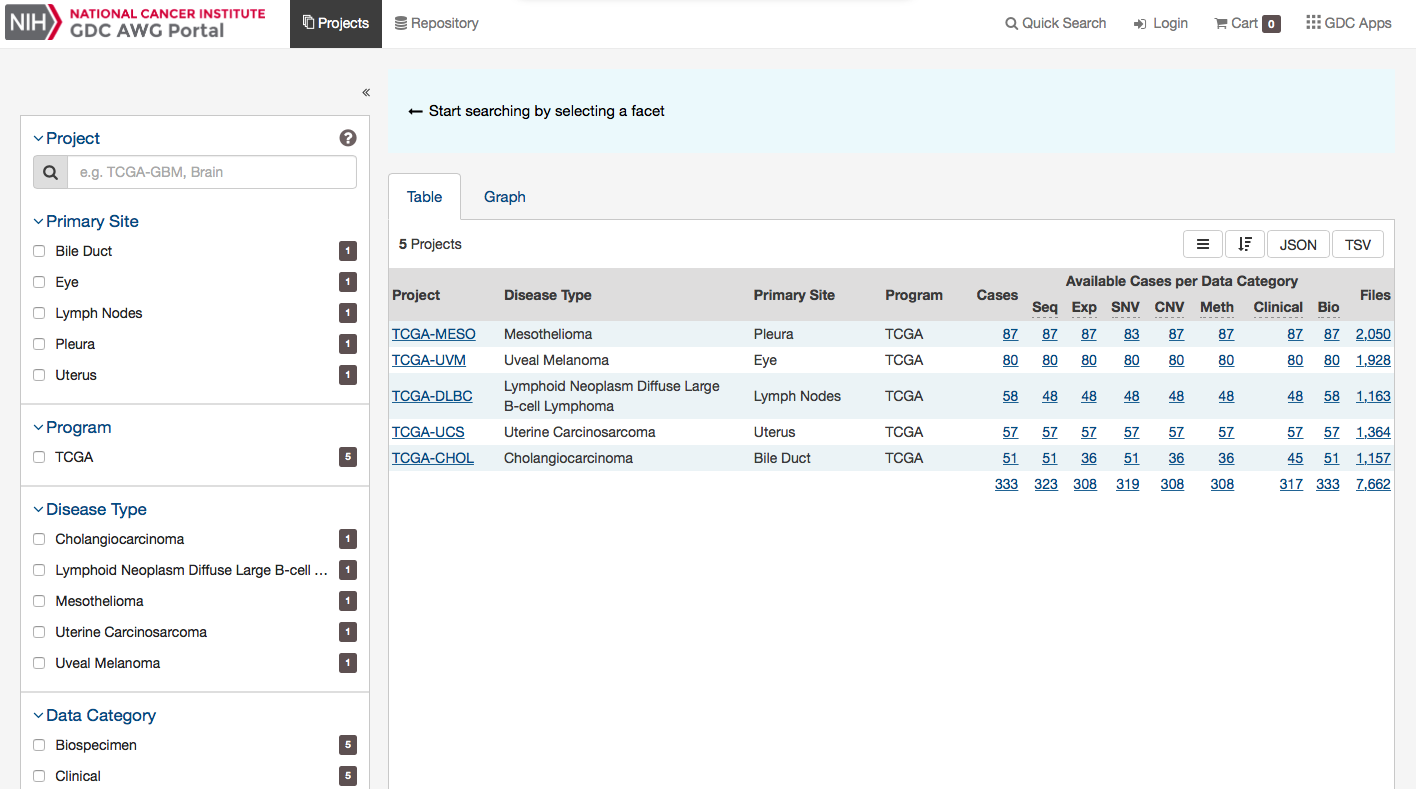 NIH NATIONAL CANCER INSTITUTE
GDC AWG Portal
Projects
Repository
Quick Search
Login
Cart 0
GDC Apps
«
Project ?
e.g. TCGA-GBM, Brain
Primary Site
Bile Duct 1
Eye 1
Lymph Nodes 1
Pleura 1
Uterus 1
Program
TCGA 5
Disease Type
Cholangiocarcinoma 1
Lymphoid Neoplasm Diffuse Large B-cell ... 1
Mesothelioma 1
Uterine Carcinosarcoma 1
Uveal Melanoma 1
Data Category
Biospecimen 5
Clinical 5
← Start searching by selecting a facet
Table
Graph
5 Projects
JSON
TSV
Available Cases per Data Category
Project Disease Type Primary Site Program Cases Seq Exp SNV CNV Meth Clinical Bio Files
TCGA-MESO Mesothelioma Pleura TCGA 87 87 87 83 87 87 87 87 2,050
TCGA-UVM Uveal Melanoma Eye TCGA 80 80 80 80 80 80 80 80 1,928
TCGA-DLBC Lymphoid Neoplasm Diffuse Large
B-cell Lymphoma Lymph Nodes TCGA 58 48 48 48 48 48 48 58 1,163
TCGA-UCS Uterine Carcinosarcoma Uterus TCGA 57 57 57 57 57 57 57 57 1,364
TCGA-CHOL Cholangiocarcinoma Bile Duct TCGA 51 51 36 51 36 36 45 51 1,157
333 323 308 319 308 308 317 333 7,662